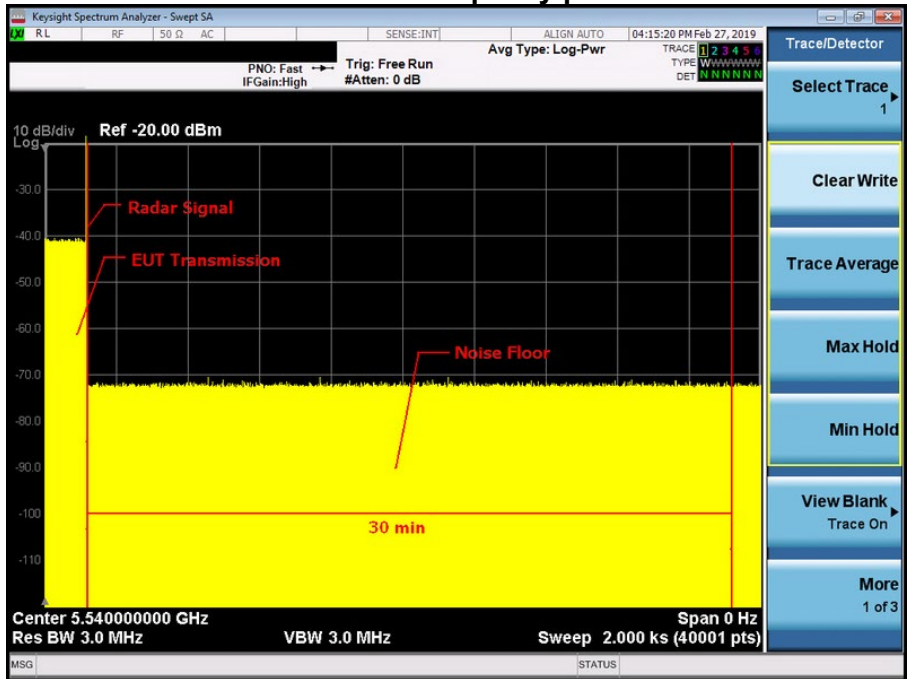 Keysight Spectrum Analyzer - Swept SA
LXI RL RF 50 Ω AC SENSE:INT ALIGN AUTO 04:15:20 PM Feb 27, 2019
Avg Type: Log-Pwr
TRACE 1 2 3 4 5 6
TYPE WWWWWW
DET N N N N N N
PNO: Fast
IFGain:High
Trig: Free Run
#Atten: 0 dB
10 dB/div
Log
Ref -20.00 dBm
-30.0
-40.0
-50.0
-60.0
-70.0
-80.0
-90.0
-100
-110
Radar Signal
EUT Transmission
Noise Floor
30 min
Center 5.540000000 GHz
Span 0 Hz
Res BW 3.0 MHz
VBW 3.0 MHz
Sweep 2.000 ks (40001 pts)
MSG
STATUS
Trace/Detector
Select Trace
1
Clear Write
Trace Average
Max Hold
Min Hold
View Blank
Trace On
More
1 of 3